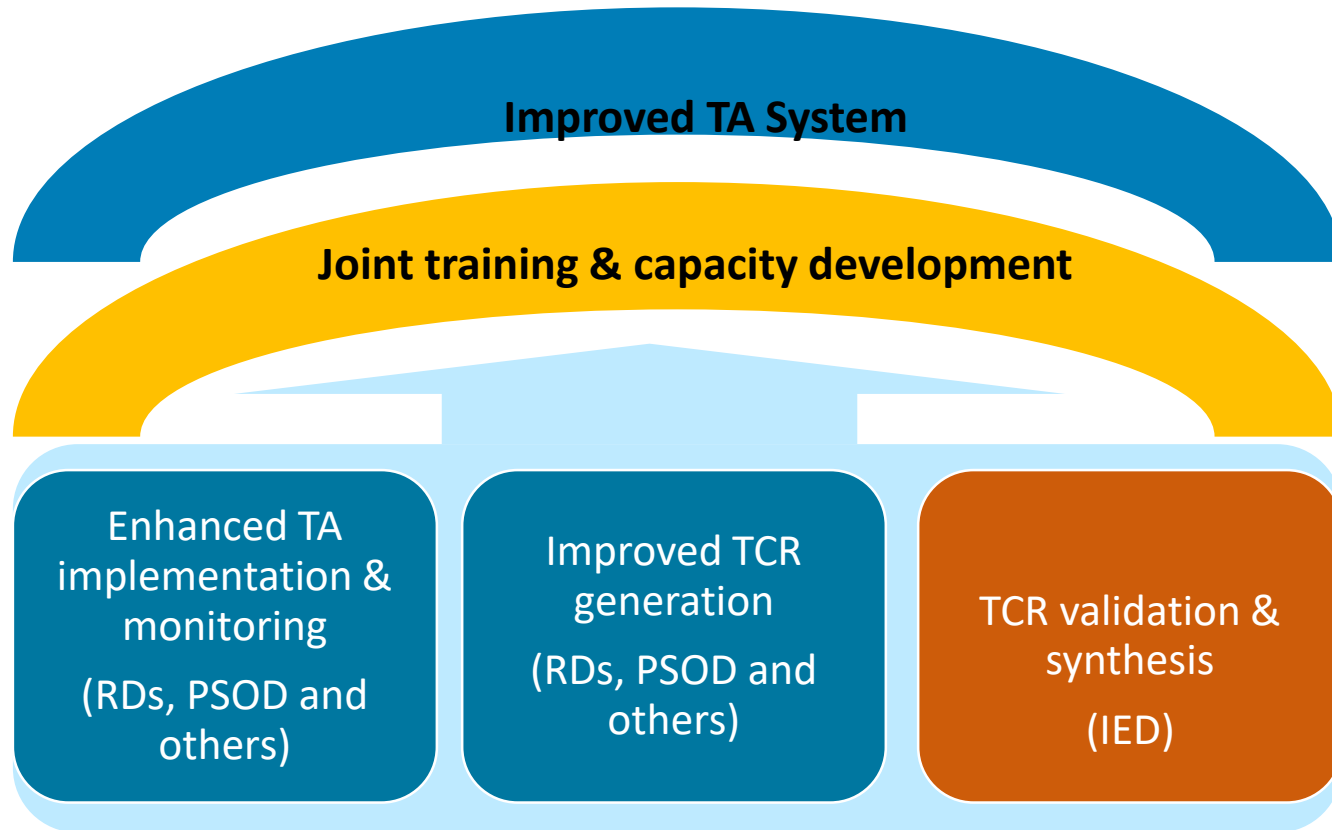 Improved TA System
Joint training & capacity development
Enhanced TA
implementation &
monitoring
(RDs, PSOD and
others)
Improved TCR
generation
(RDs, PSOD and
others)
TCR validation &
synthesis
(IED)